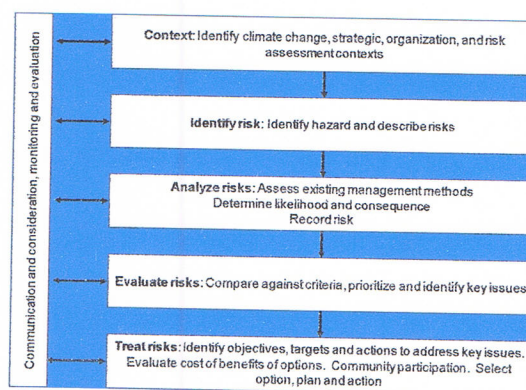 Communication and consideration, monitoring and evaluation
Context: Identify climate change, strategic, organization, and risk
assessment contexts
Identify risk: Identify hazard and describe risks
Analyze risks: Assess existing management methods
Determine likelihood and consequence
Record risk
Evaluate risks: Compare against criteria, prioritize and identify key issues
Treat risks: Identify objectives, targets and actions to address key issues.
Evaluate cost of benefits of options. Community participation. Select
option, plan and action